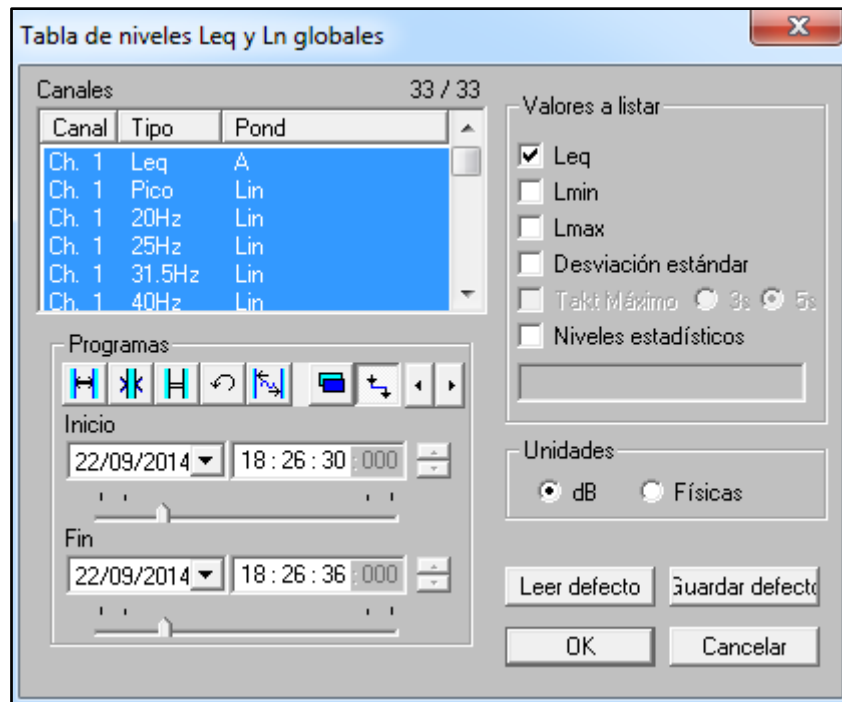 Tabla de niveles Leq y Ln globales
Canales 33 / 33
Canal Tipo Pond
Ch. 1 Leq A
Ch. 1 Pico Lin
Ch. 1 20Hz Lin
Ch. 1 25Hz Lin
Ch. 1 31.5Hz Lin
Ch. 1 40Hz Lin
Programas
Inicio
22/09/2014 18:26:30:000
Fin
22/09/2014 18:26:36:000
Valores a listar
Leq
Lmin
Lmax
Desviación estándar
Takt Máximo 3s 5s
Niveles estadísticos
Unidades
dB Físicas
Leer defecto Guardar defecto
OK Cancelar